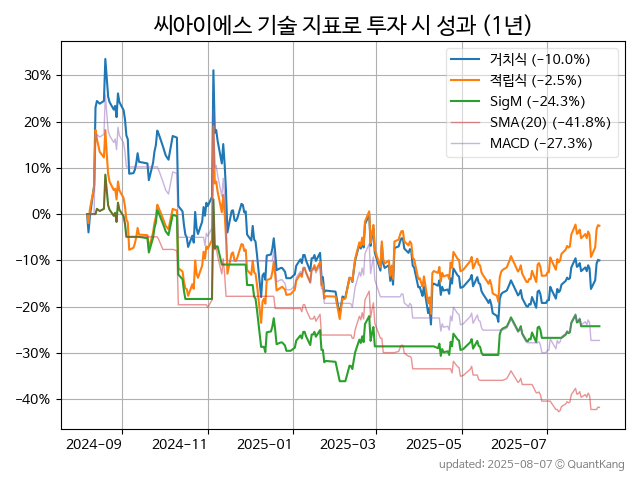 씨아이에스 기술 지표로 투자 시 성과 (1년)
거치식 (−10.0%)
적립식 (−2.5%)
SigM (−24.3%)
SMA(20) (−41.8%)
MACD (−27.3%)
30%
20%
10%
0%
−10%
−20%
−30%
−40%
2024-09 2024-11 2025-01 2025-03 2025-05 2025-07
updated: 2025-08-07 © QuantKang